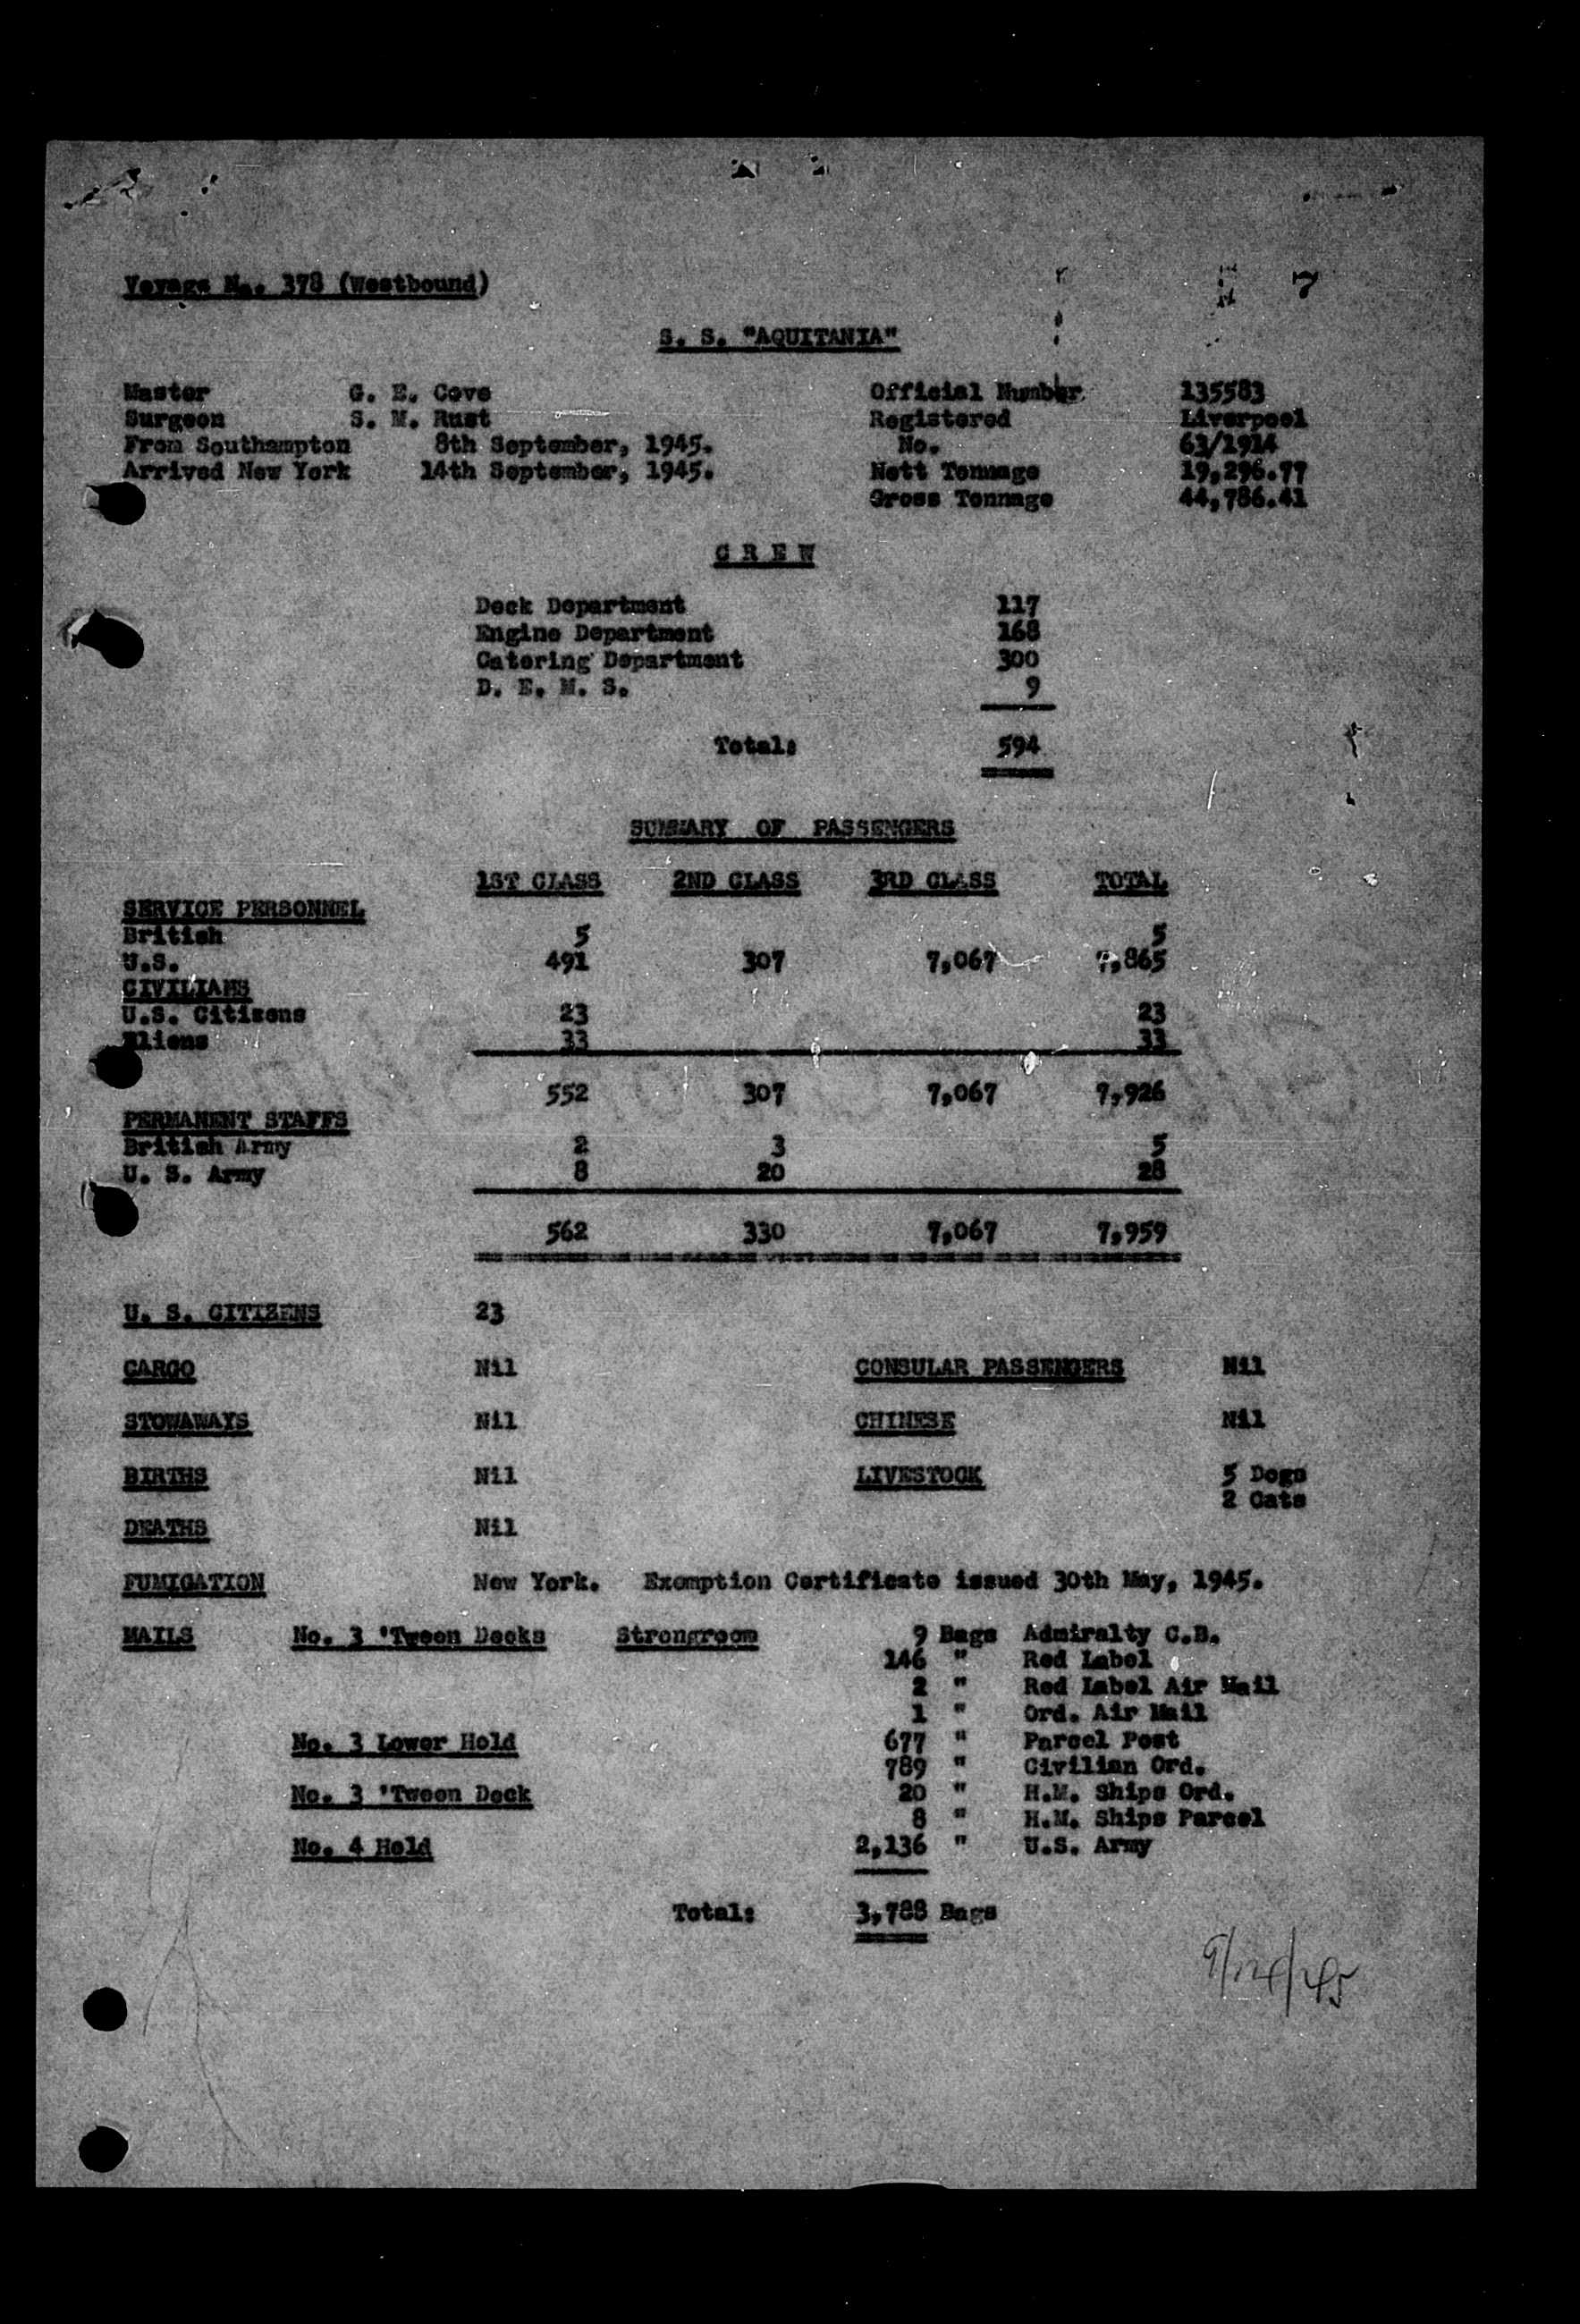 Voyage No. 378 (Westbound)
7
S. S. "AQUITANIA"
Master G. E. Cove Official Number 135583
Surgeon S. M. Rust Registered Liverpool
From Southampton 8th September, 1945. No. 63/1914
Arrived New York 14th September, 1945. Nett Tonnage 19,296.77
Gross Tonnage 44,786.41
C R E W
Deck Department 117
Engine Department 168
Catering Department 300
D. E. M. S. 9
Total: 594
SUMMARY OF PASSENGERS
1ST CLASS 2ND CLASS 3RD CLASS TOTAL
SERVICE PERSONNEL
British 5 5
U.S. 491 307 7,067 7,865
CIVILIANS
U.S. Citizens 23 23
Aliens 33 33
552 307 7,067 7,926
PERMANENT STAFFS
British Army 2 3 5
U. S. Army 8 20 28
562 330 7,067 7,959
U. S. CITIZENS 23
CARGO Nil CONSULAR PASSENGERS Nil
STOWAWAYS Nil CHINESE Nil
BIRTHS Nil LIVESTOCK 5 Dogs
2 Cats
DEATHS Nil
FUMIGATION New York. Exemption Certificate issued 30th May, 1945.
MAILS No. 3 'Tween Decks Strongroom 9 Bags Admiralty C.B.
146 " Red Label
2 " Red Label Air Mail
1 " Ord. Air Mail
No. 3 Lower Hold 677 " Parcel Post
789 " Civilian Ord.
No. 3 'Tween Deck 20 " H.M. Ships Ord.
8 " H.M. Ships Parcel
No. 4 Hold 2,136 " U.S. Army
Total: 3,788 Bags
9/14/45